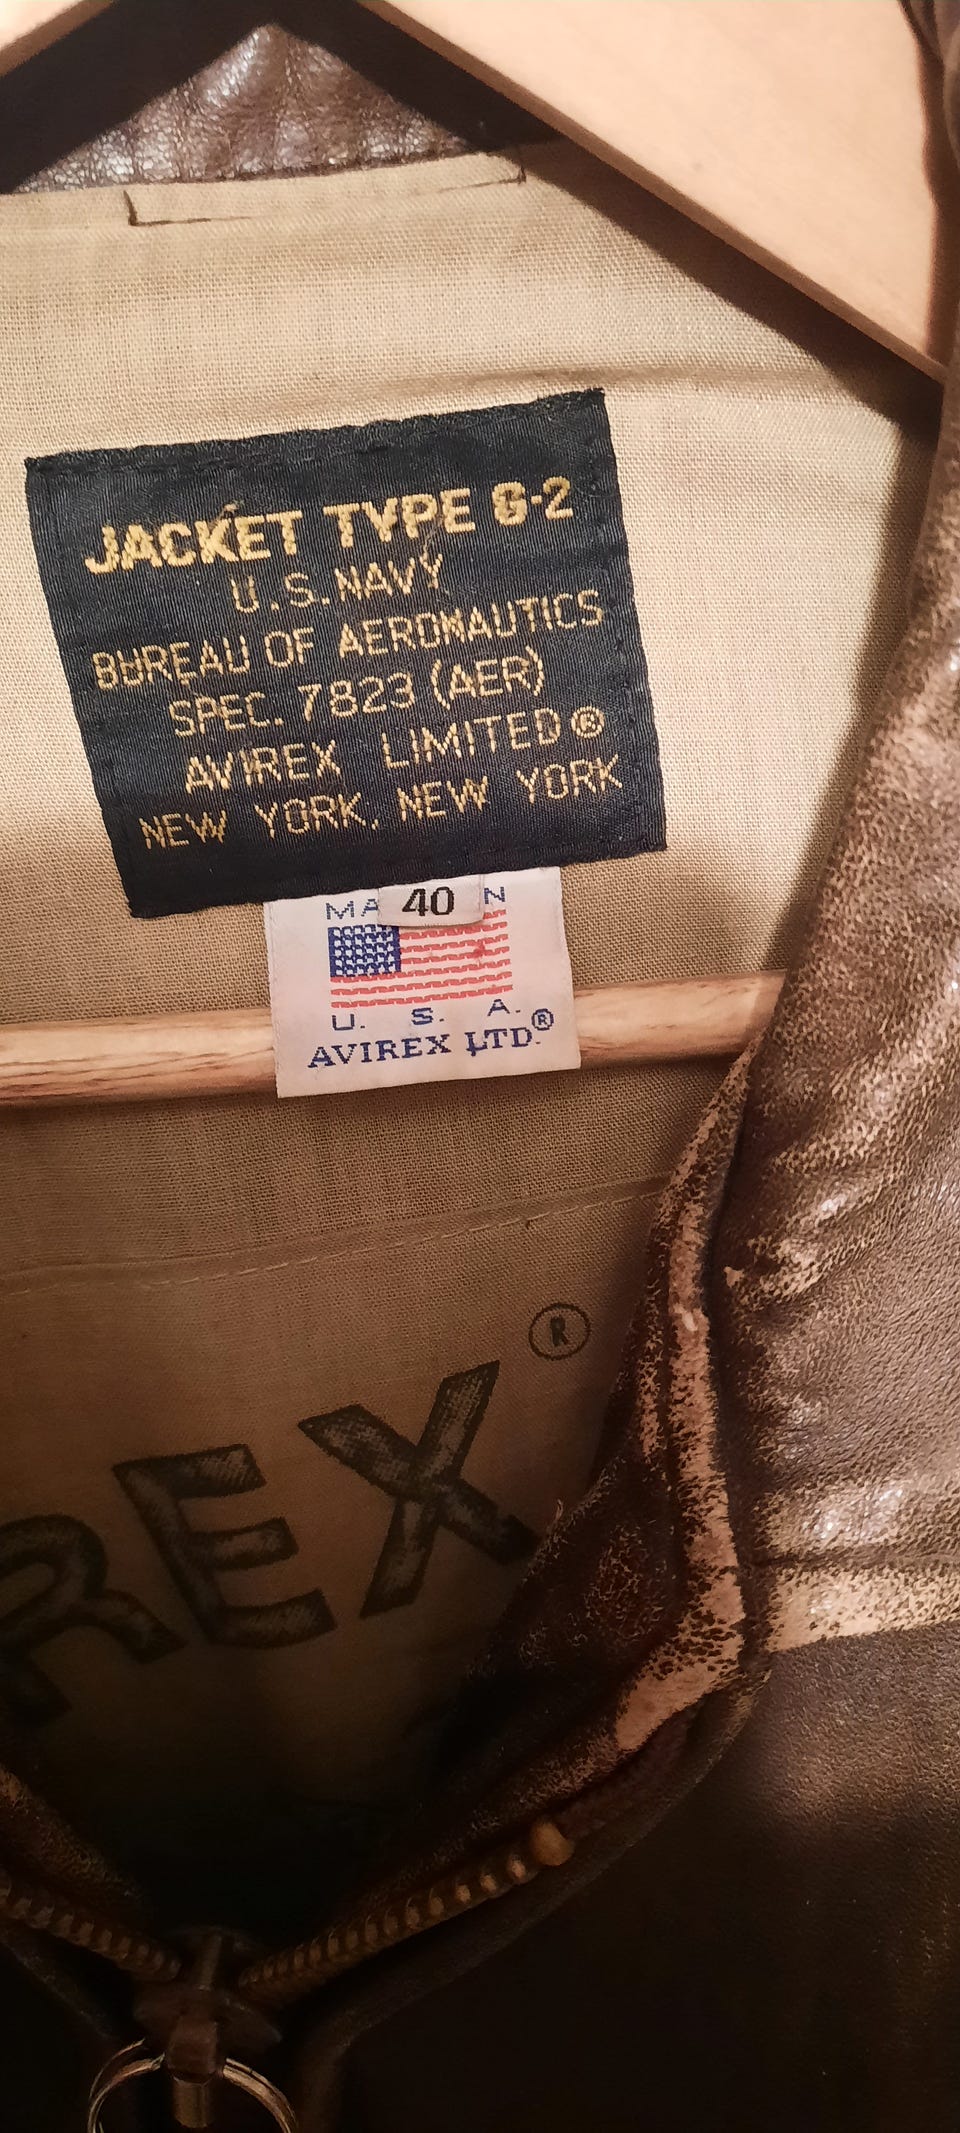 JACKET TYPE G-2
U.S. NAVY
BUREAU OF AERONAUTICS
SPEC. 7823 (AER)
AVIREX LIMITED®
NEW YORK, NEW YORK
MA 40 N
U. S. A.
AVIREX LTD.®
®
REX